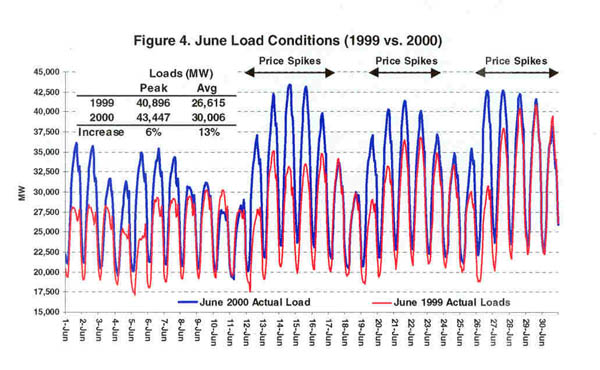 Figure 4. June Load Conditions (1999 vs. 2000)
Price Spikes Price Spikes Price Spikes
Loads (MW)
Peak Avg
1999 40,896 26,615
2000 43,447 30,006
Increase 6% 13%
45,000
42,500
40,000
37,500
35,000
32,500
30,000
27,500
25,000
22,500
20,000
17,500
15,000
MW
June 2000 Actual Load June 1999 Actual Loads
1-Jun
2-Jun
3-Jun
4-Jun
5-Jun
6-Jun
7-Jun
8-Jun
9-Jun
10-Jun
11-Jun
12-Jun
13-Jun
14-Jun
15-Jun
16-Jun
17-Jun
18-Jun
19-Jun
20-Jun
21-Jun
22-Jun
23-Jun
24-Jun
25-Jun
26-Jun
27-Jun
28-Jun
29-Jun
30-Jun